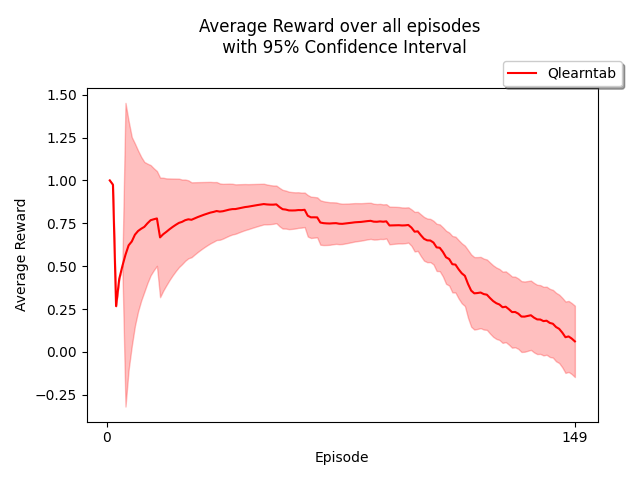 Average Reward over all episodes
with 95% Confidence Interval
Qlearntab
1.50
1.25
1.00
0.75
0.50
0.25
0.00
−0.25
Average Reward
0
149
Episode